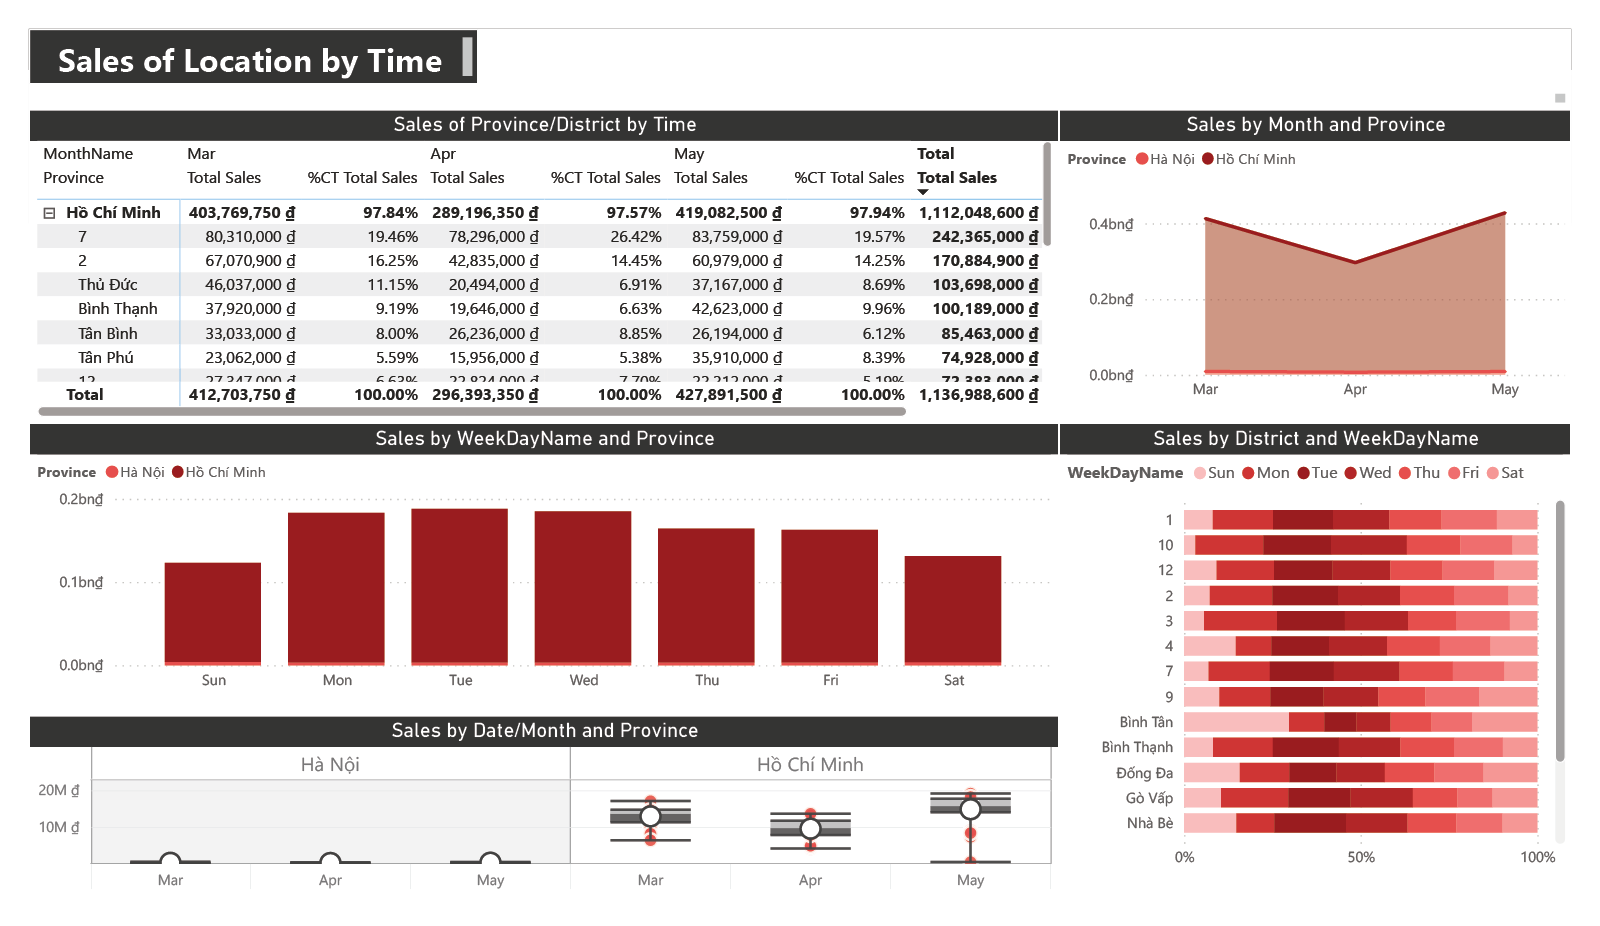 Sales of Location by Time
Sales of Province/District by Time
MonthName Mar Apr May Total
Province Total Sales %CT Total Sales Total Sales %CT Total Sales Total Sales %CT Total Sales Total Sales
Hồ Chí Minh 403,769,750 ₫ 97.84% 289,196,350 ₫ 97.57% 419,082,500 ₫ 97.94% 1,112,048,600 ₫
7 80,310,000 ₫ 19.46% 78,296,000 ₫ 26.42% 83,759,000 ₫ 19.57% 242,365,000 ₫
2 67,070,900 ₫ 16.25% 42,835,000 ₫ 14.45% 60,979,000 ₫ 14.25% 170,884,900 ₫
Thủ Đức 46,037,000 ₫ 11.15% 20,494,000 ₫ 6.91% 37,167,000 ₫ 8.69% 103,698,000 ₫
Bình Thạnh 37,920,000 ₫ 9.19% 19,646,000 ₫ 6.63% 42,623,000 ₫ 9.96% 100,189,000 ₫
Tân Bình 33,033,000 ₫ 8.00% 26,236,000 ₫ 8.85% 26,194,000 ₫ 6.12% 85,463,000 ₫
Tân Phú 23,062,000 ₫ 5.59% 15,956,000 ₫ 5.38% 35,910,000 ₫ 8.39% 74,928,000 ₫
Total 412,703,750 ₫ 100.00% 296,393,350 ₫ 100.00% 427,891,500 ₫ 100.00% 1,136,988,600 ₫
Sales by Month and Province
Province Hà Nội Hồ Chí Minh
0.4bn₫
0.2bn₫
0.0bn₫
Mar Apr May
Sales by WeekDayName and Province
Province Hà Nội Hồ Chí Minh
0.2bn₫
0.1bn₫
0.0bn₫
Sun Mon Tue Wed Thu Fri Sat
Sales by District and WeekDayName
WeekDayName Sun Mon Tue Wed Thu Fri Sat
1
10
12
2
3
4
7
9
Bình Tân
Bình Thạnh
Đống Đa
Gò Vấp
Nhà Bè
0% 50% 100%
Sales by Date/Month and Province
Hà Nội Hồ Chí Minh
20M ₫
10M ₫
Mar Apr May Mar Apr May